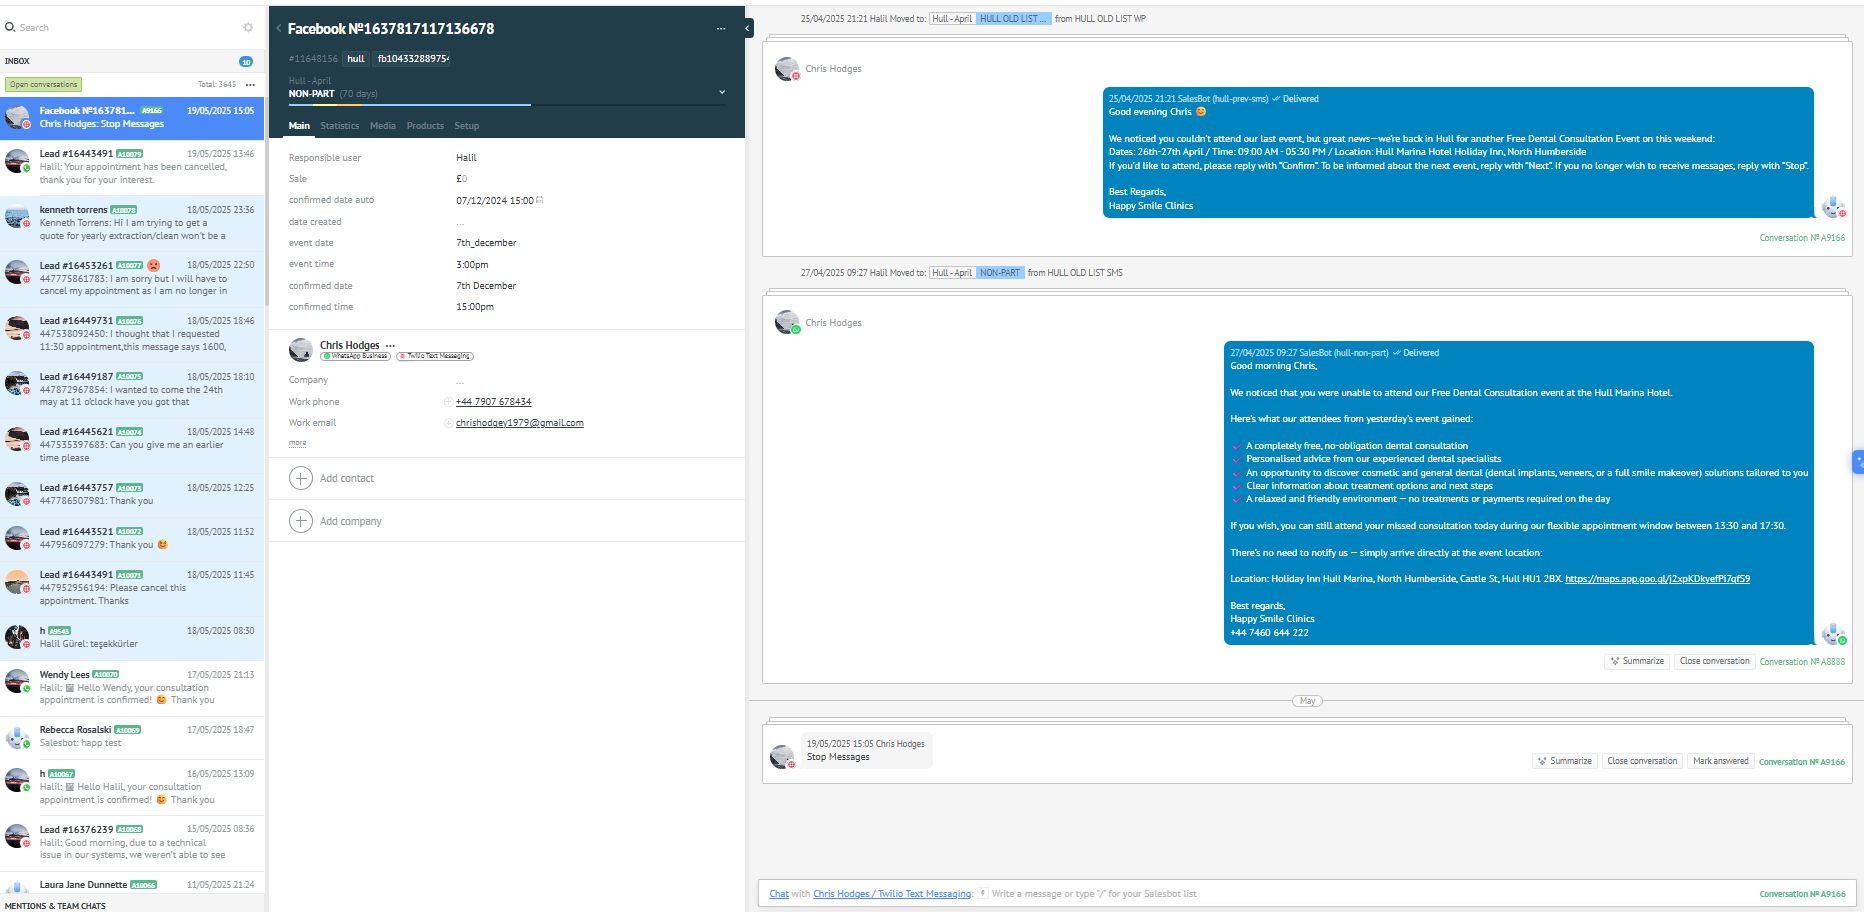 Search
INBOX
10
Open conversations
Total: 3645
Facebook №163781... A9166 19/05/2025 15:05
Chris Hodges: Stop Messages
Lead #16443491 A10079 19/05/2025 13:46
Halil: Your appointment has been cancelled,
thank you for your interest.
kenneth torrens A10078 18/05/2025 23:36
Kenneth Torrens: Hi I am trying to get a
quote for yearly extraction/clean won't be a
Lead #16453261 A10077 😡 18/05/2025 22:50
447775861783: I am sorry but I will have to
cancel my appointment as I am no longer in
Lead #16449731 A10076 18/05/2025 18:46
447538092450: I thought that I requested
11:30 appointment,this message says 1600,
Lead #16449187 A10075 18/05/2025 18:10
447872967854: I wanted to come the 24th
may at 11 o'clock have you got that
Lead #16445621 A10074 18/05/2025 14:48
447535397683: Can you give me an earlier
time please
Lead #16443757 A10073 18/05/2025 12:25
447786507981: Thank you
Lead #16443521 A10072 18/05/2025 11:52
447956097279: Thank you 😊
Lead #16443491 A10071 18/05/2025 11:45
447952956194: Please cancel this
appointment. Thanks
h A9543 18/05/2025 08:30
Halil Gürel: teşekkürler
Wendy Lees A10070 17/05/2025 21:13
Halil: Hello Wendy, your consultation
appointment is confirmed! 😊 Thank you
Rebecca Rosalski A10069 17/05/2025 18:47
Salesbot: happ test
h A10067 16/05/2025 13:09
Halil: Hello Halil, your consultation
appointment is confirmed! 😊 Thank you
Lead #16376239 A10068 15/05/2025 08:36
Halil: Good morning, due to a technical
issue in our systems, we weren't able to see
Laura Jane Dunnette A10066 11/05/2025 21:24
MENTIONS & TEAM CHATS
Facebook №1637817117136678
#11648156 hull fb104332889754
Hull - April
NON-PART (70 days)
Main Statistics Media Products Setup
Responsible user Halil
Sale £0
confirmed date auto 07/12/2024 15:00
date created ...
event date 7th_december
event time 3:00pm
confirmed date 7th December
confirmed time 15:00pm
Chris Hodges
WhatsApp Business Twilio Text Messaging
Company ...
Work phone +44 7907 678434
Work email chrishodgey1979@gmail.com
more
Add contact
Add company
25/04/2025 21:21 Halil Moved to: Hull - April HULL OLD LIST ... from HULL OLD LIST WP
Chris Hodges
25/04/2025 21:21 SalesBot (hull-prev-sms) Delivered
Good evening Chris 😊
We noticed you couldn't attend our last event, but great news—we're back in Hull for another Free Dental Consultation Event on this weekend:
Dates: 26th-27th April / Time: 09:00 AM - 05:30 PM / Location: Hull Marina Hotel Holiday Inn, North Humberside
If you'd like to attend, please reply with "Confirm". To be informed about the next event, reply with "Next". If you no longer wish to receive messages, reply with "Stop".
Best Regards,
Happy Smile Clinics
Conversation № A9166
27/04/2025 09:27 Halil Moved to: Hull - April NON-PART from HULL OLD LIST SMS
Chris Hodges
27/04/2025 09:27 SalesBot (hull-non-part) Delivered
Good morning Chris,
We noticed that you were unable to attend our Free Dental Consultation event at the Hull Marina Hotel.
Here's what our attendees from yesterday's event gained:
✓ A completely free, no-obligation dental consultation
✓ Personalised advice from our experienced dental specialists
✓ An opportunity to discover cosmetic and general dental (dental implants, veneers, or a full smile makeover) solutions tailored to you
✓ Clear information about treatment options and next steps
✓ A relaxed and friendly environment — no treatments or payments required on the day
If you wish, you can still attend your missed consultation today during our flexible appointment window between 13:30 and 17:30.
There's no need to notify us — simply arrive directly at the event location:
Location: Holiday Inn Hull Marina, North Humberside, Castle St, Hull HU1 2BX. https://maps.app.goo.gl/j2xpKDkyefPi7qfS9
Best regards,
Happy Smile Clinics
+44 7460 644 222
Summarize Close conversation Conversation № A8888
May
19/05/2025 15:05 Chris Hodges
Stop Messages
Summarize Close conversation Mark answered Conversation № A9166
Chat with Chris Hodges / Twilio Text Messaging: Write a message or type "/" for your Salesbot list
Conversation № A9166